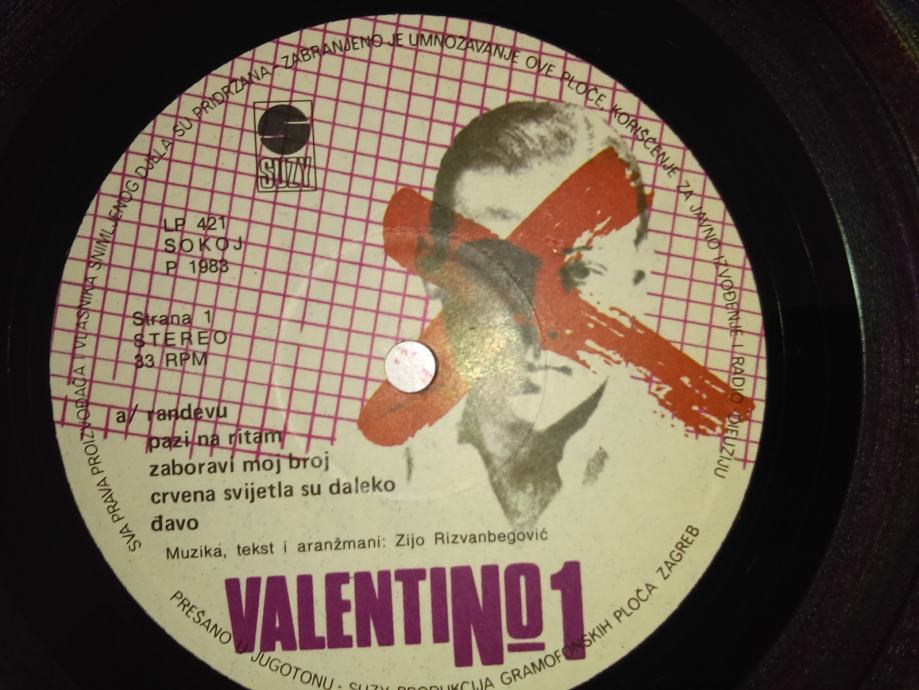 SVA PRAVA PROIZVOĐAČA I VLASNIKA SNIMLJENOG DJELA SU PRIDRŽANA - ZABRANJENO JE UMNOŽAVANJE OVE PLOČE, KORIŠĆENJE ZA JAVNO IZVOĐENJE I RADIO DIFUZIJU
SUZY
LP 421
SOKOJ
P 1983
Strana 1
STEREO
33 RPM
a/ randevu
pazi na ritam
zaboravi moj broj
crvena svijetla su daleko
đavo
Muzika, tekst i aranžmani: Zijo Rizvanbegović
VALENTINO 1
PREŠANO U JUGOTONU - SUZY PRODUKCIJA GRAMOFONSKIH PLOČA ZAGREB